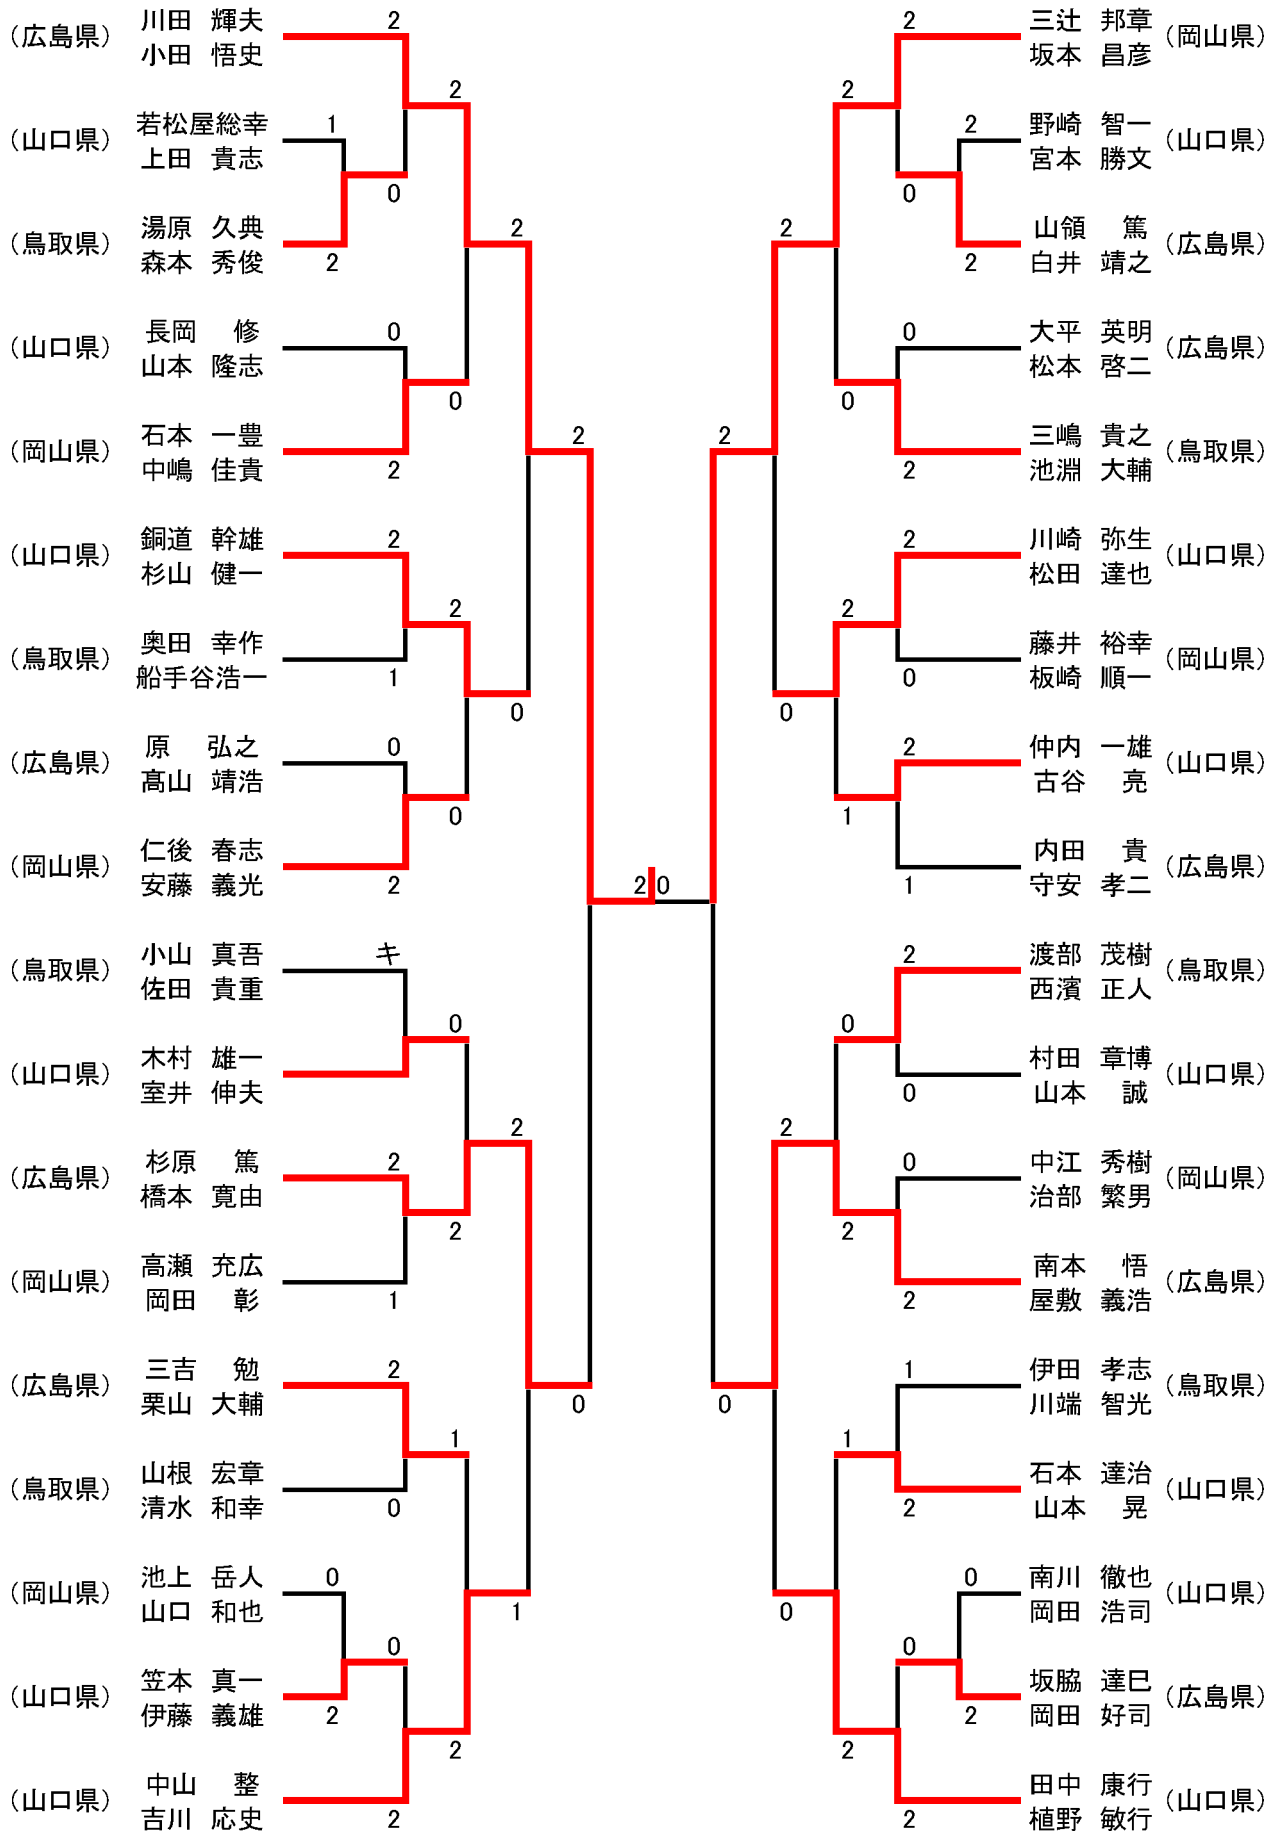 (広島県) 川田 輝夫
小田 悟史
2
(山口県) 若松屋総幸
上田 貴志
1
0
(鳥取県) 湯原 久典
森本 秀俊
2
2
(山口県) 長岡 修
山本 隆志
0
(岡山県) 石本 一豊
中嶋 佳貴
2
0
2
(山口県) 銅道 幹雄
杉山 健一
2
(鳥取県) 奥田 幸作
船手谷浩一
1
2
(広島県) 原 弘之
髙山 靖浩
0
(岡山県) 仁後 春志
安藤 義光
2
0
0
2
(鳥取県) 小山 真吾
佐田 貴重
キ
(山口県) 木村 雄一
室井 伸夫
0
(広島県) 杉原 篤
橋本 寛由
2
(岡山県) 高瀬 充広
岡田 彰
1
2
2
(広島県) 三吉 勉
栗山 大輔
2
(鳥取県) 山根 宏章
清水 和幸
0
1
(岡山県) 池上 岳人
山口 和也
0
(山口県) 笠本 真一
伊藤 義雄
2
0
(山口県) 中山 整
吉川 応史
2
2
1
0
2 0
三辻 邦章 (岡山県)
坂本 昌彦
2
野崎 智一 (山口県)
宮本 勝文
2
0
山領 篤 (広島県)
白井 靖之
2
2
大平 英明 (広島県)
松本 啓二
0
三嶋 貴之 (鳥取県)
池淵 大輔
2
0
2
川崎 弥生 (山口県)
松田 達也
2
藤井 裕幸 (岡山県)
板崎 順一
0
2
仲内 一雄 (山口県)
古谷 亮
2
内田 貴 (広島県)
守安 孝二
1
1
0
2
渡部 茂樹 (鳥取県)
西濱 正人
2
村田 章博 (山口県)
山本 誠
0
0
中江 秀樹 (岡山県)
治部 繁男
0
南本 悟 (広島県)
屋敷 義浩
2
2
2
伊田 孝志 (鳥取県)
川端 智光
1
石本 達治 (山口県)
山本 晃
2
1
南川 徹也 (山口県)
岡田 浩司
0
坂脇 達巳 (広島県)
岡田 好司
2
0
田中 康行 (山口県)
植野 敏行
2
2
0
0